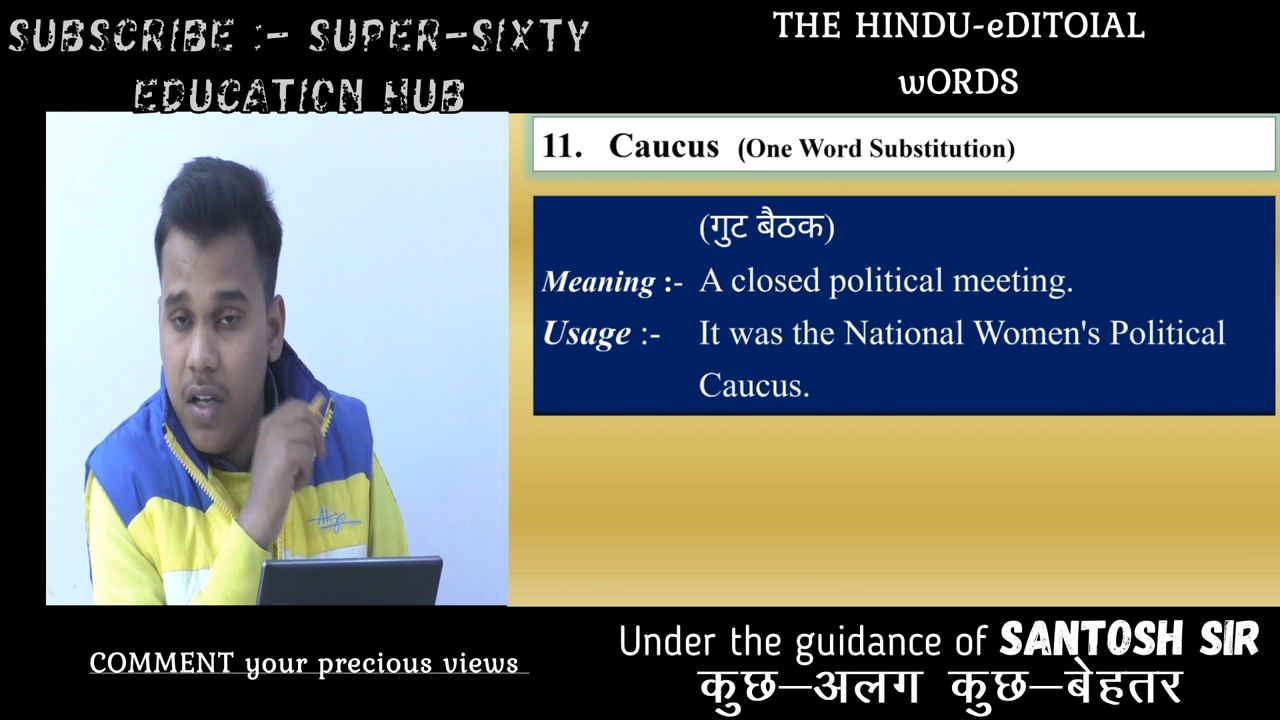 SUBSCRIBE :- SUPER-SIXTY
EDUCATION HUB
THE HINDU-eDITOIAL
wORDS
11. Caucus (One Word Substitution)
(गुट बैठक)
Meaning :- A closed political meeting.
Usage :- It was the National Women's Political
Caucus.
COMMENT your precious views
Under the guidance of SANTOSH SIR
कुछ–अलग कुछ–बेहतर